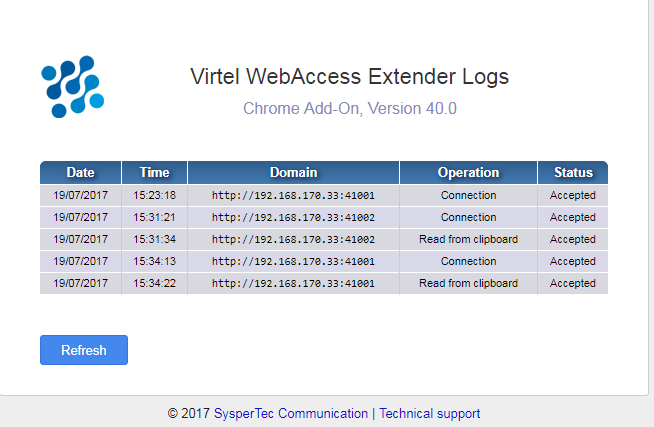 Virtel WebAccess Extender Logs
Chrome Add-On, Version 40.0
Date Time Domain Operation Status
19/07/2017 15:23:18 http://192.168.170.33:41001 Connection Accepted
19/07/2017 15:31:21 http://192.168.170.33:41002 Connection Accepted
19/07/2017 15:31:34 http://192.168.170.33:41002 Read from clipboard Accepted
19/07/2017 15:34:13 http://192.168.170.33:41001 Connection Accepted
19/07/2017 15:34:22 http://192.168.170.33:41001 Read from clipboard Accepted
Refresh
© 2017 SysperTec Communication | Technical support